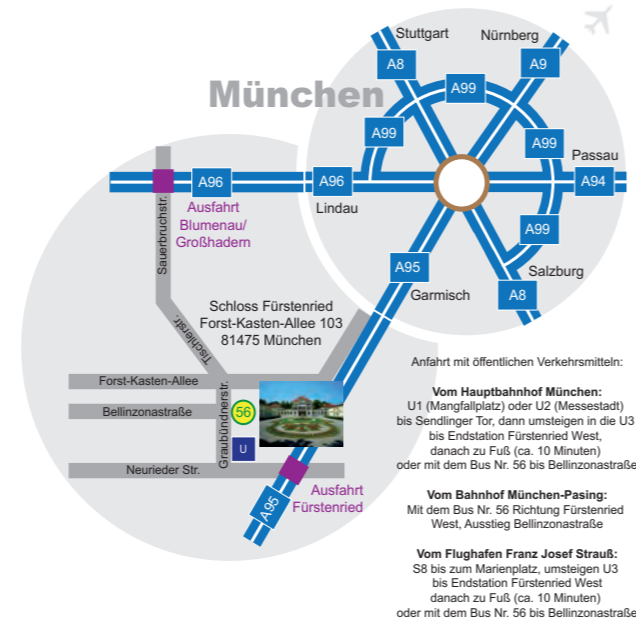 Stuttgart
Nürnberg
A8
A9
A99
München
A99
A99
Passau
A96
A96
A94
Lindau
Ausfahrt
Blumenau/
Großhadern
Sauerbruchstr.
A99
A95
Salzburg
Garmisch
A8
Schloss Fürstenried
Forst-Kasten-Allee 103
81475 München
Tischlerstr.
Forst-Kasten-Allee
Bellinzonastraße
56
Graubündnerstr.
U
Neurieder Str.
Ausfahrt
Fürstenried
A95
Anfahrt mit öffentlichen Verkehrsmitteln:
Vom Hauptbahnhof München:
U1 (Mangfallplatz) oder U2 (Messestadt)
bis Sendlinger Tor, dann umsteigen in die U3
bis Endstation Fürstenried West,
danach zu Fuß (ca. 10 Minuten)
oder mit dem Bus Nr. 56 bis Bellinzonastraße
Vom Bahnhof München-Pasing:
Mit dem Bus Nr. 56 Richtung Fürstenried
West, Ausstieg Bellinzonastraße
Vom Flughafen Franz Josef Strauß:
S8 bis zum Marienplatz, umsteigen U3
bis Endstation Fürstenried West
danach zu Fuß (ca. 10 Minuten)
oder mit dem Bus Nr. 56 bis Bellinzonastraße